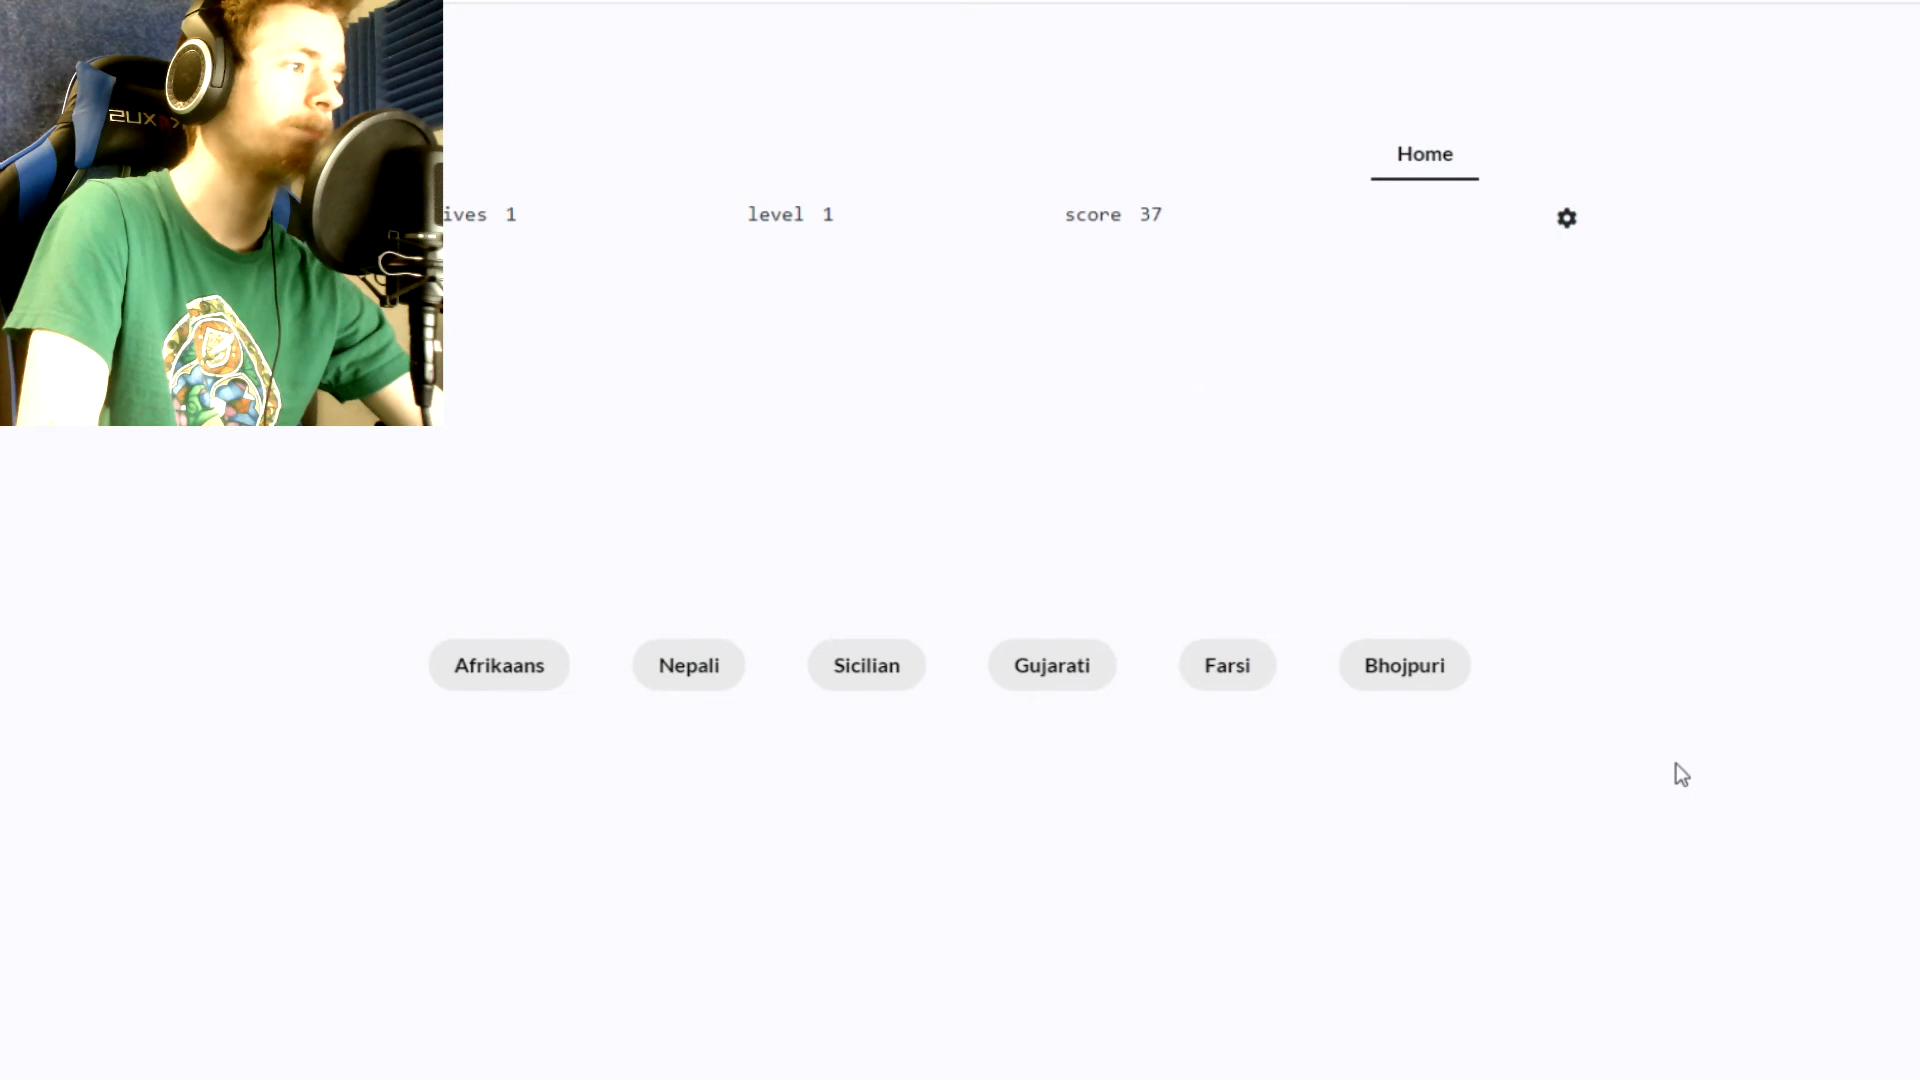 Home
ives 1
level 1
score 37
Afrikaans
Nepali
Sicilian
Gujarati
Farsi
Bhojpuri